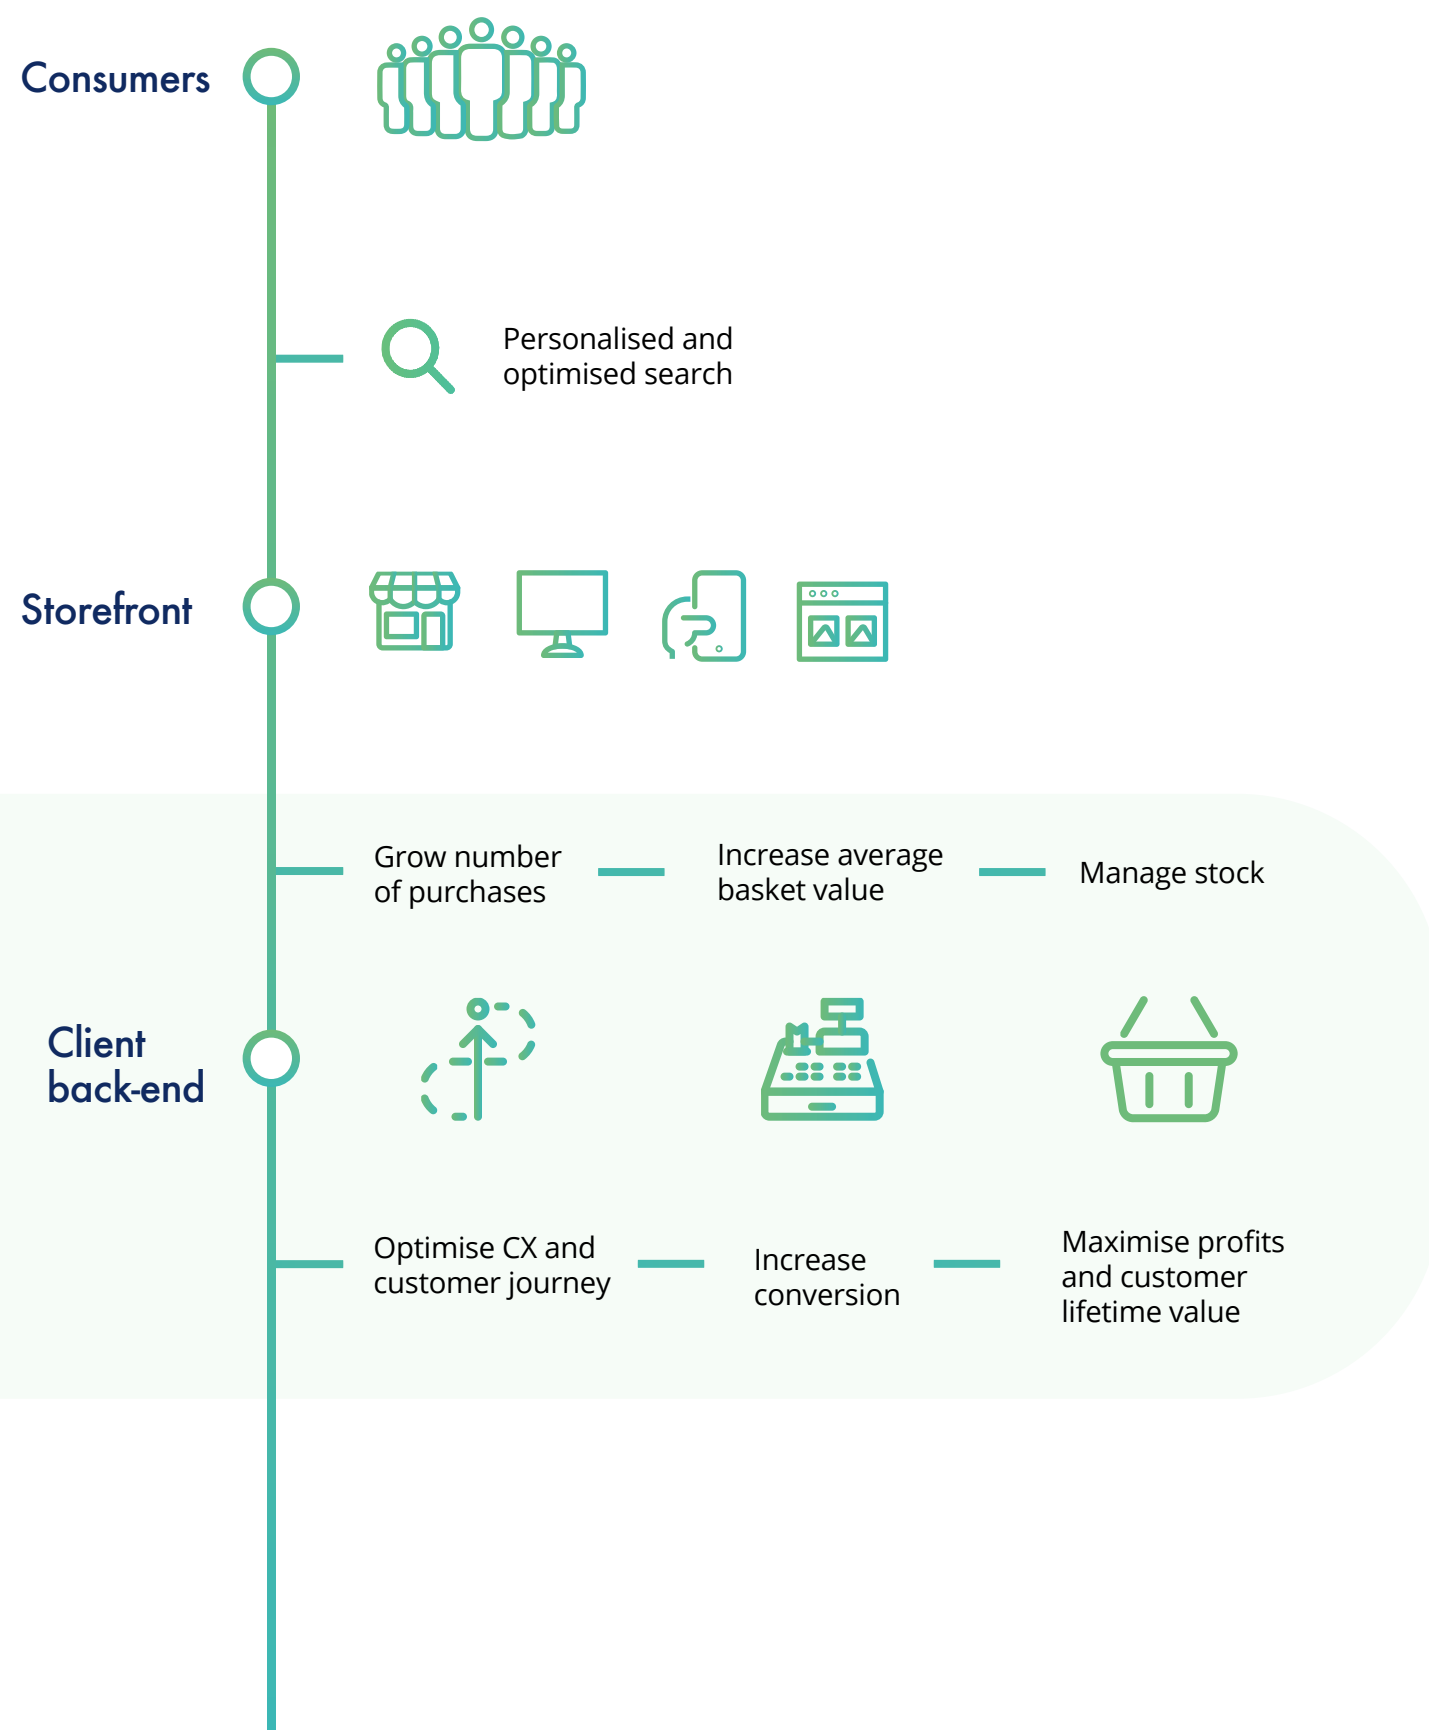 Consumers
Personalised and
optimised search
Storefront
Grow number
of purchases
Increase average
basket value
Manage stock
Client
back-end
Optimise CX and
customer journey
Increase
conversion
Maximise profits
and customer
lifetime value